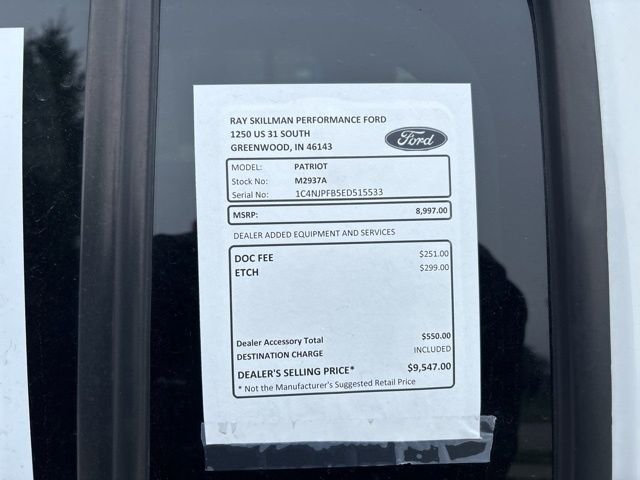 RAY SKILLMAN PERFORMANCE FORD
1250 US 31 SOUTH
GREENWOOD, IN 46143
Ford
MODEL: PATRIOT
Stock No: M2937A
Serial No: 1C4NJPFB5ED515533
MSRP: 8,997.00
DEALER ADDED EQUIPMENT AND SERVICES
DOC FEE $251.00
ETCH $299.00
Dealer Accessory Total $550.00
DESTINATION CHARGE INCLUDED
DEALER'S SELLING PRICE* $9,547.00
* Not the Manufacturer's Suggested Retail Price